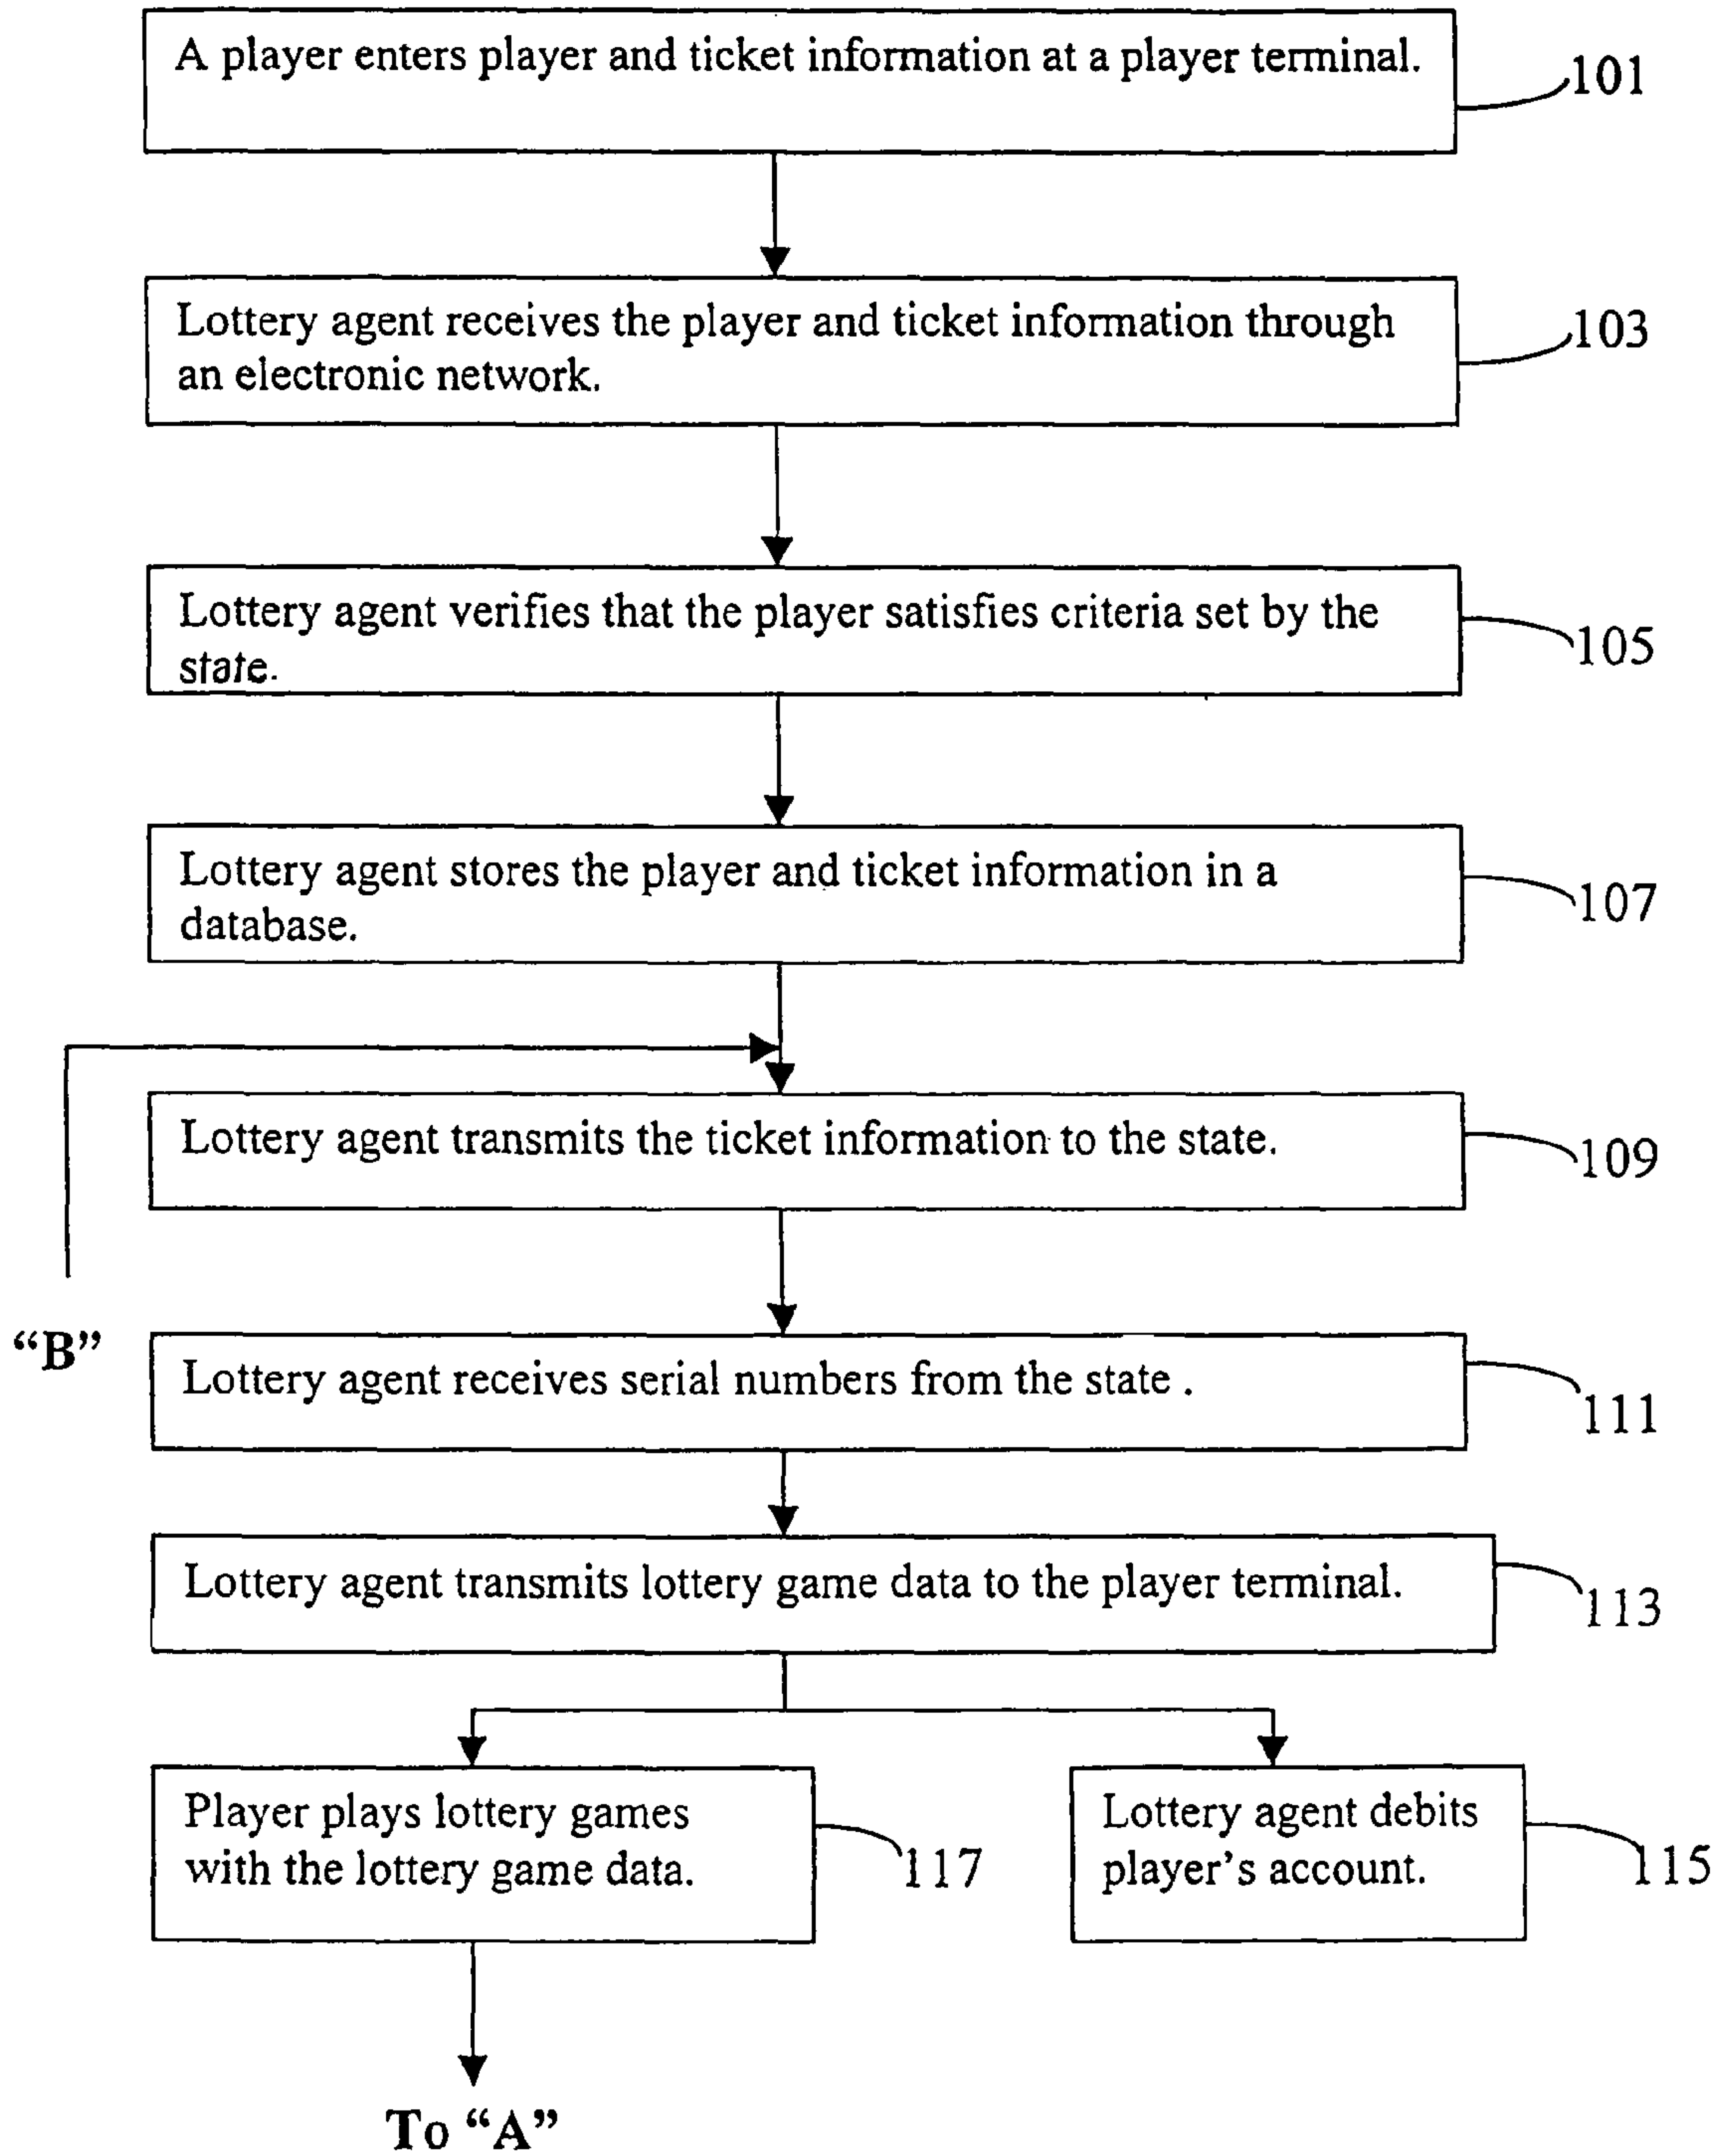 A player enters player and ticket information at a player terminal.
101
Lottery agent receives the player and ticket information through
an electronic network.
103
Lottery agent verifies that the player satisfies criteria set by the
state.
105
Lottery agent stores the player and ticket information in a
database.
107
Lottery agent transmits the ticket information to the state.
109
“B”
Lottery agent receives serial numbers from the state .
111
Lottery agent transmits lottery game data to the player terminal.
113
Player plays lottery games
with the lottery game data.
117
Lottery agent debits
player’s account.
115
To “A”